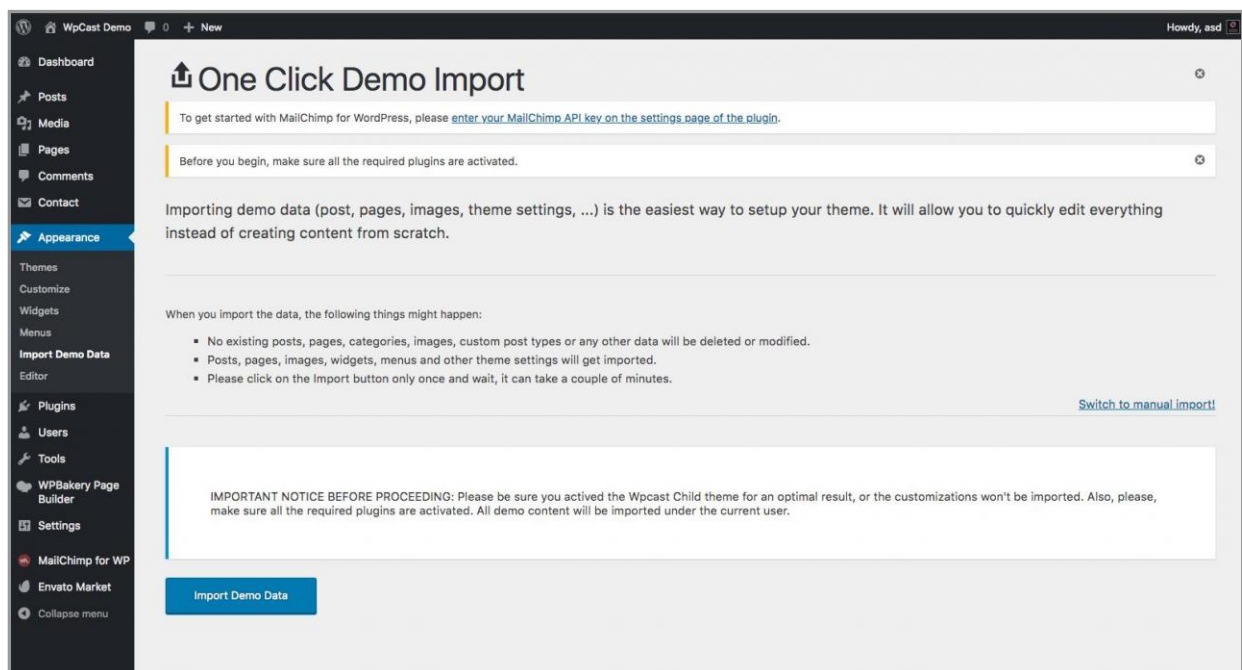 WpCast Demo 0 + New Howdy, asd
Dashboard
Posts
Media
Pages
Comments
Contact
Appearance
Themes
Customize
Widgets
Menus
Import Demo Data
Editor
Plugins
Users
Tools
WPBakery Page
Builder
Settings
MailChimp for WP
Envato Market
Collapse menu
One Click Demo Import
To get started with MailChimp for WordPress, please enter your MailChimp API key on the settings page of the plugin.
Before you begin, make sure all the required plugins are activated.
Importing demo data (post, pages, images, theme settings, ...) is the easiest way to setup your theme. It will allow you to quickly edit everything
instead of creating content from scratch.
When you import the data, the following things might happen:
▪ No existing posts, pages, categories, images, custom post types or any other data will be deleted or modified.
▪ Posts, pages, images, widgets, menus and other theme settings will get imported.
▪ Please click on the Import button only once and wait, it can take a couple of minutes.
Switch to manual import!
IMPORTANT NOTICE BEFORE PROCEEDING: Please be sure you actived the Wpcast Child theme for an optimal result, or the customizations won't be imported. Also, please,
make sure all the required plugins are activated. All demo content will be imported under the current user.
Import Demo Data